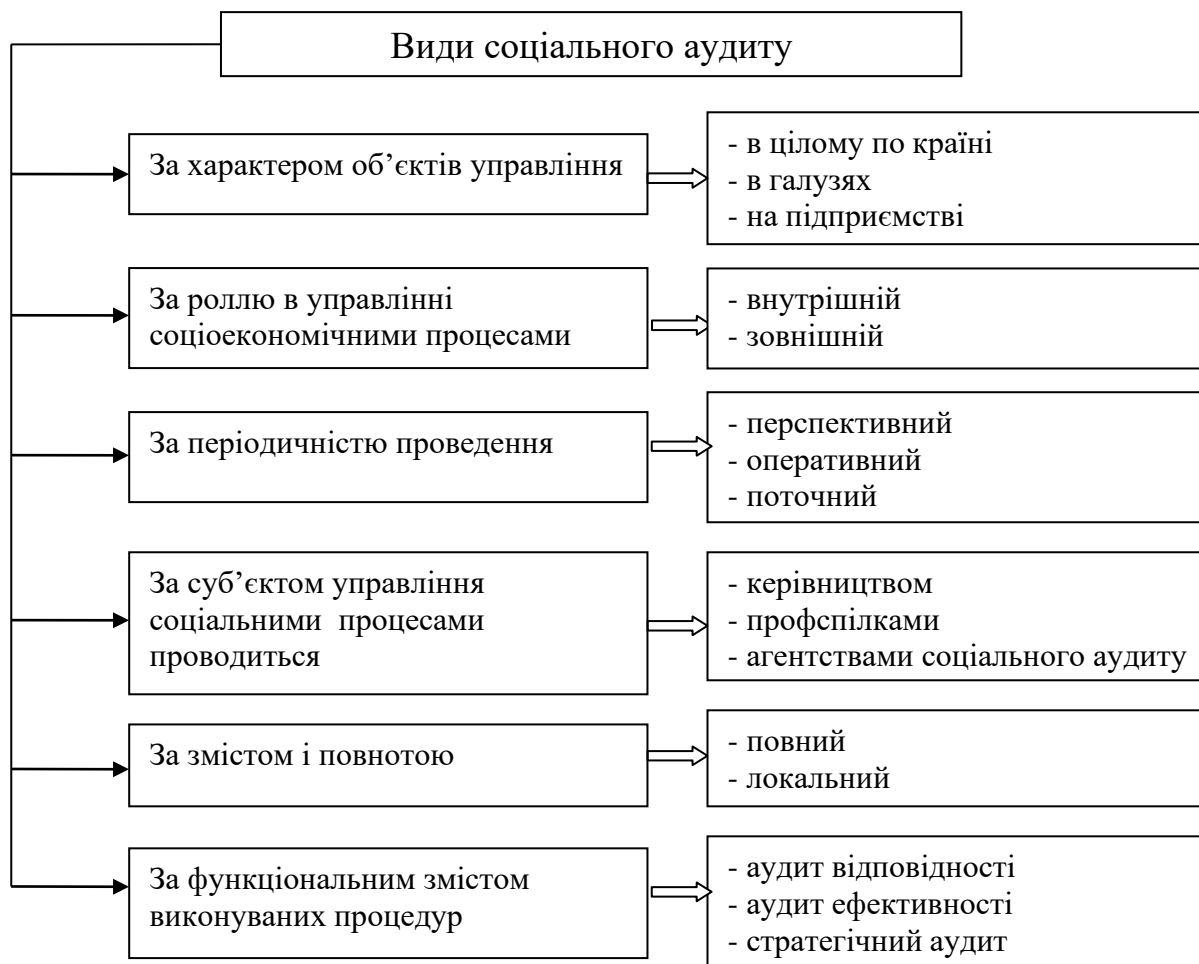 Види соціального аудиту
За характером об’єктів управління
- в цілому по країні
- в галузях
- на підприємстві
За роллю в управлінні
соціоекономічними процесами
- внутрішній
- зовнішній
За періодичністю проведення
- перспективний
- оперативний
- поточний
За суб’єктом управління
соціальними процесами
проводиться
- керівництвом
- профспілками
- агентствами соціального аудиту
За змістом і повнотою
- повний
- локальний
За функціональним змістом
виконуваних процедур
- аудит відповідності
- аудит ефективності
- стратегічний аудит